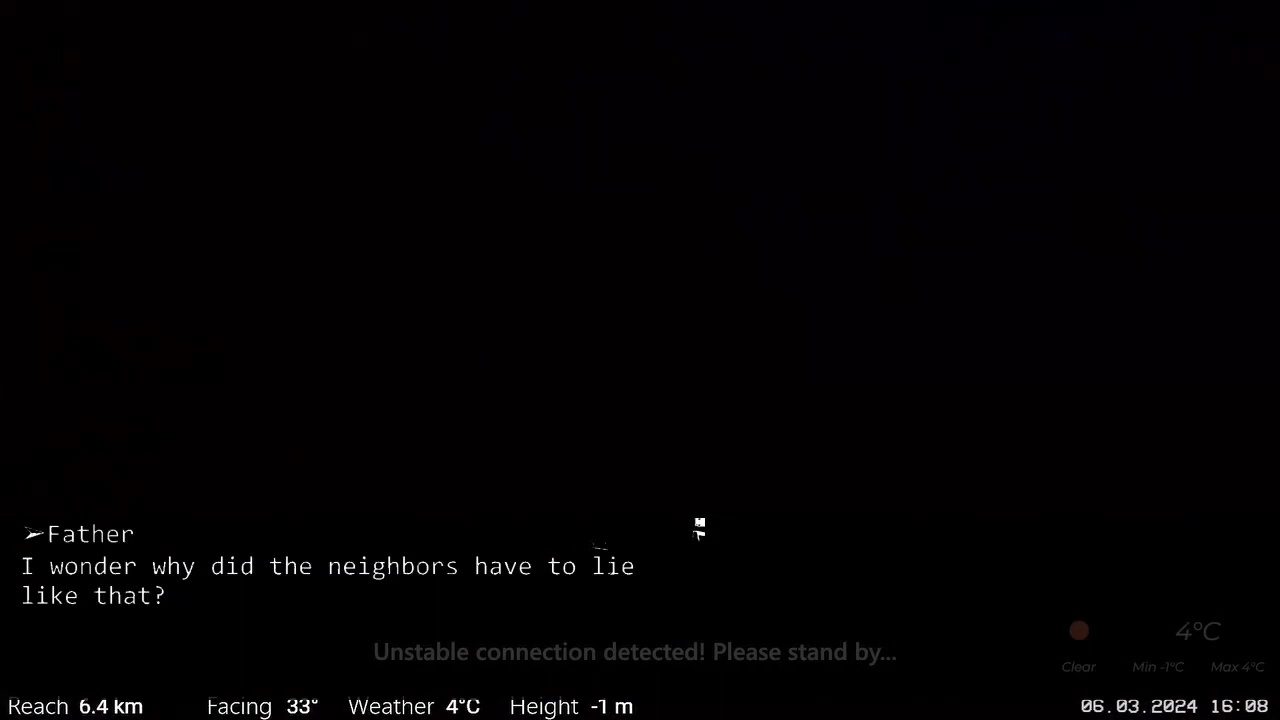 ➢Father
I wonder why did the neighbors have to lie
like that?
Unstable connection detected! Please stand by...
4°C
Clear Min -1°C Max 4°C
Reach 6.4 km Facing 33° Weather 4°C Height -1 m 06.03.2024 16:08